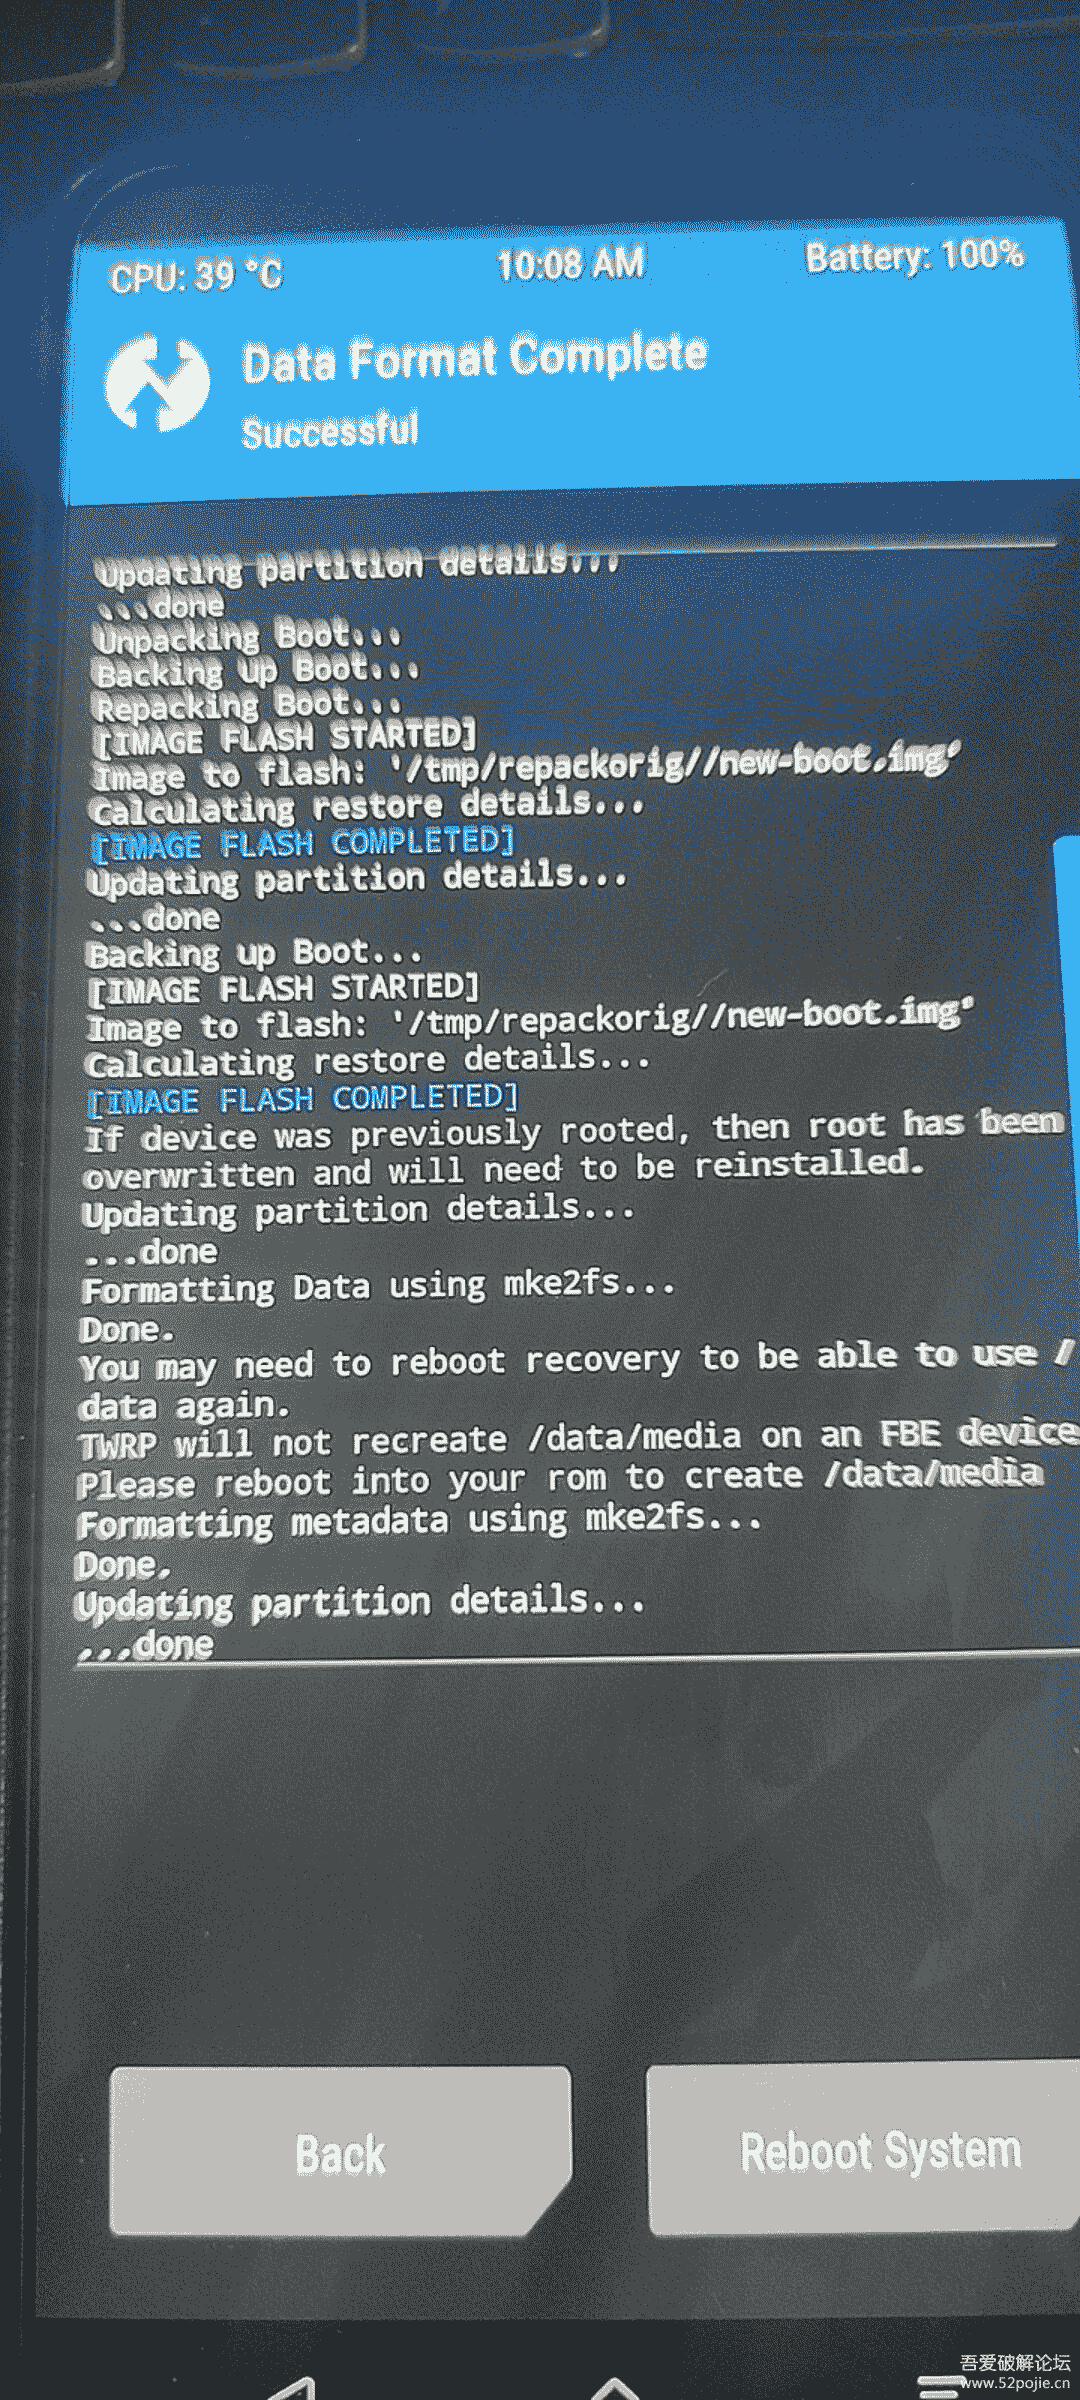 CPU: 39 °C
10:08 AM
Battery: 100%
Data Format Complete
Successful
Updating partition details...
...done
Unpacking Boot...
Backing up Boot...
Repacking Boot...
[IMAGE FLASH STARTED]
Image to flash: '/tmp/repackorig//new-boot.img'
Calculating restore details...
[IMAGE FLASH COMPLETED]
Updating partition details...
...done
Backing up Boot...
[IMAGE FLASH STARTED]
Image to flash: '/tmp/repackorig//new-boot.img'
Calculating restore details...
[IMAGE FLASH COMPLETED]
If device was previously rooted, then root has been
overwritten and will need to be reinstalled.
Updating partition details...
...done
Formatting Data using mke2fs...
Done.
You may need to reboot recovery to be able to use /
data again.
TWRP will not recreate /data/media on an FBE device
Please reboot into your rom to create /data/media
Formatting metadata using mke2fs...
Done.
Updating partition details...
...done
Back
Reboot System
吾爱破解论坛
www.52pojie.cn